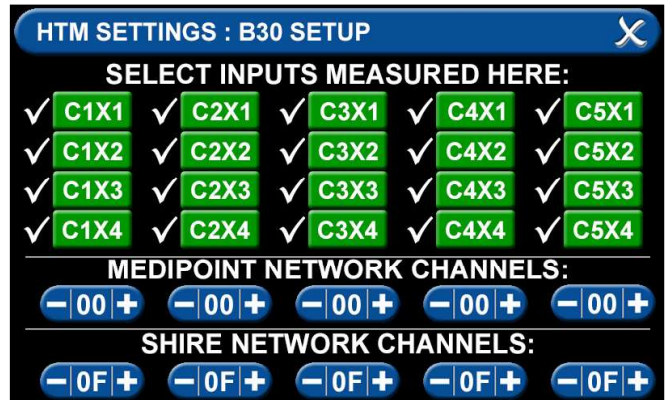 HTM SETTINGS : B30 SETUP X
SELECT INPUTS MEASURED HERE:
✓ C1X1 ✓ C2X1 ✓ C3X1 ✓ C4X1 ✓ C5X1
✓ C1X2 ✓ C2X2 ✓ C3X2 ✓ C4X2 ✓ C5X2
✓ C1X3 ✓ C2X3 ✓ C3X3 ✓ C4X3 ✓ C5X3
✓ C1X4 ✓ C2X4 ✓ C3X4 ✓ C4X4 ✓ C5X4
MEDIPOINT NETWORK CHANNELS:
−|00|+ −|00|+ −|00|+ −|00|+ −|00|+
SHIRE NETWORK CHANNELS:
−|0F|+ −|0F|+ −|0F|+ −|0F|+ −|0F|+